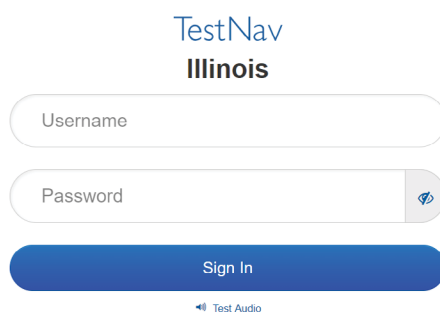 TestNav
Illinois
Username
Password
Sign In
Test Audio